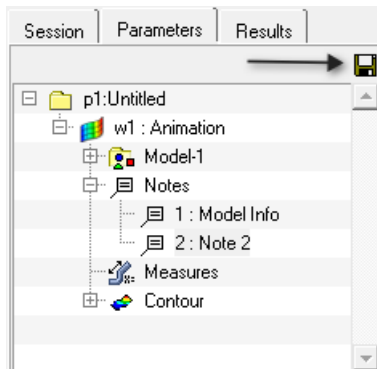 Session Parameters Results
p1:Untitled
w1 : Animation
Model-1
Notes
1 : Model Info
2 : Note 2
Measures
Contour